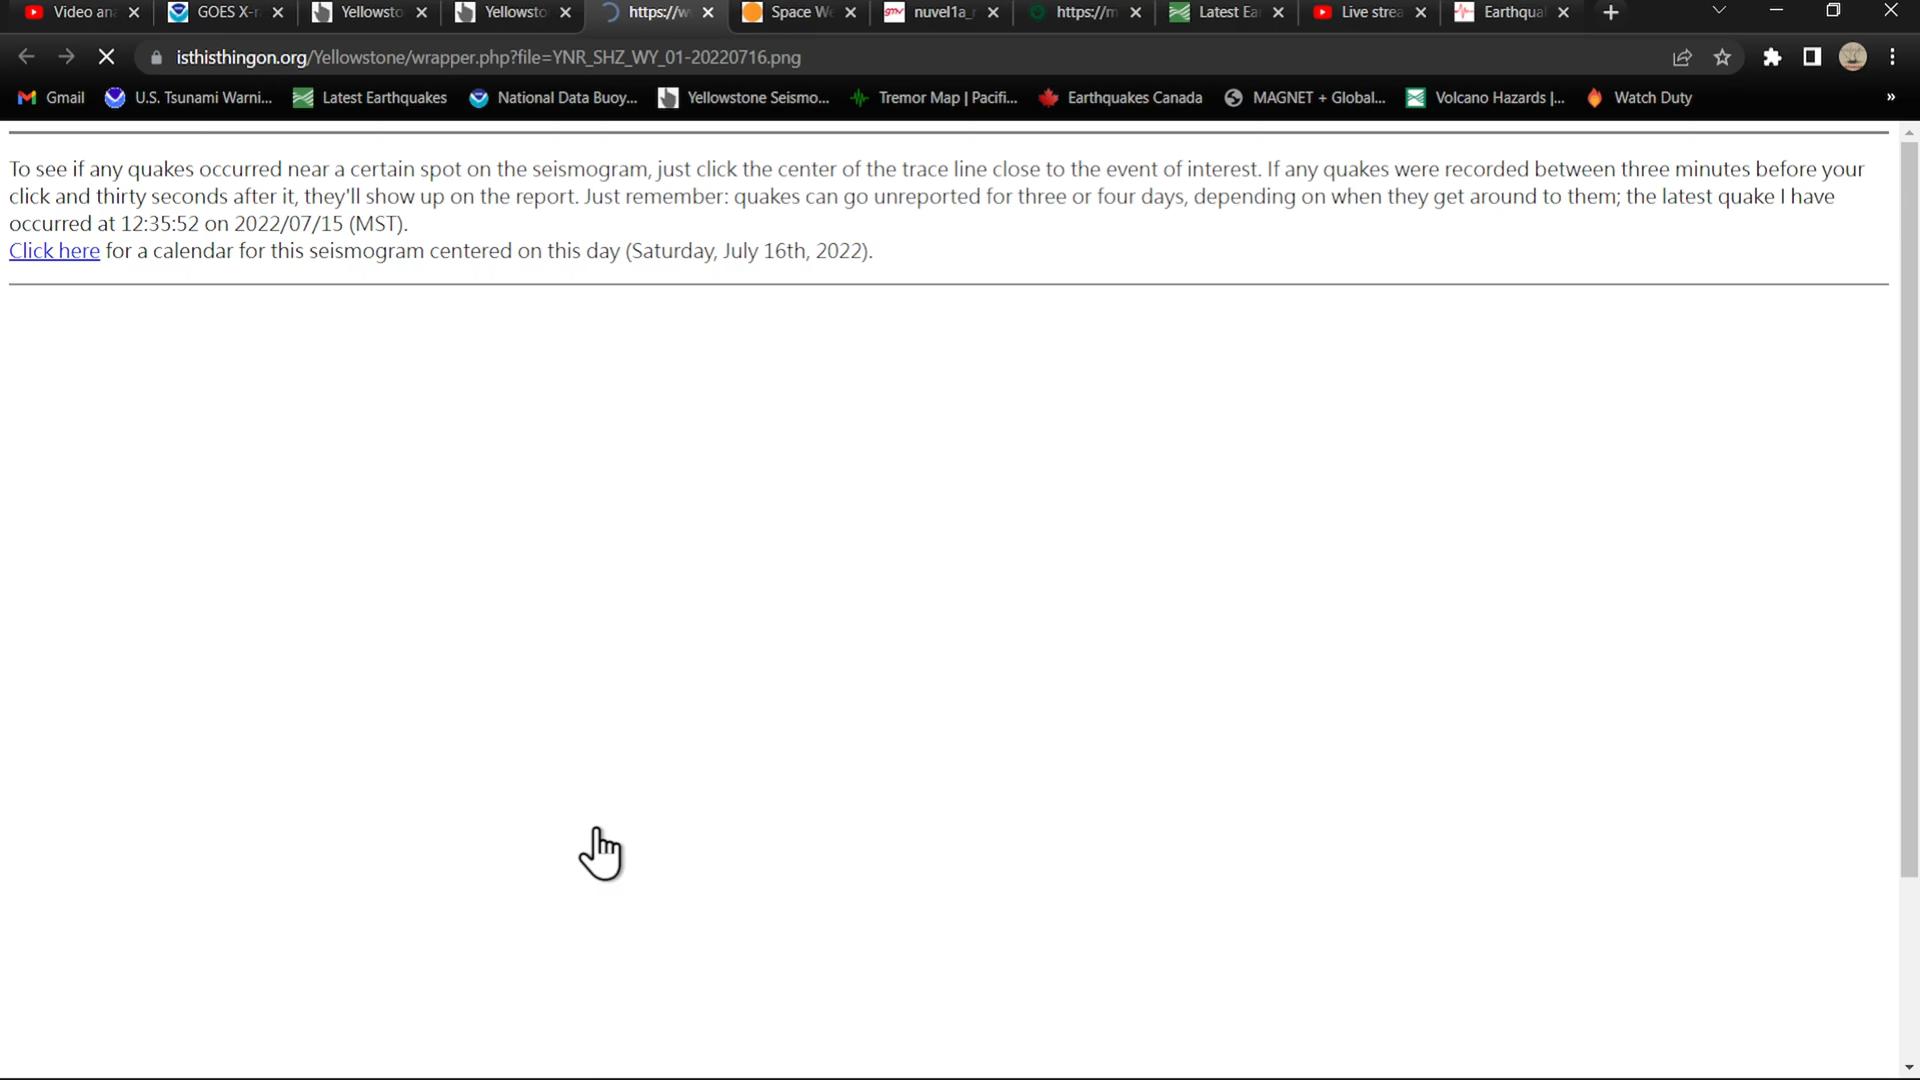 Video ana
GOES X-r
Yellowsto
Yellowsto
https://w
Space We
nuvel1a_
https://m
Latest Ea
Live strea
Earthqua
isthisthingon.org/Yellowstone/wrapper.php?file=YNR_SHZ_WY_01-20220716.png
Gmail
U.S. Tsunami Warni...
Latest Earthquakes
National Data Buoy...
Yellowstone Seismo...
Tremor Map | Pacifi...
Earthquakes Canada
MAGNET + Global...
Volcano Hazards |...
Watch Duty
»
To see if any quakes occurred near a certain spot on the seismogram, just click the center of the trace line close to the event of interest. If any quakes were recorded between three minutes before your
click and thirty seconds after it, they'll show up on the report. Just remember: quakes can go unreported for three or four days, depending on when they get around to them; the latest quake I have
occurred at 12:35:52 on 2022/07/15 (MST).
Click here for a calendar for this seismogram centered on this day (Saturday, July 16th, 2022).